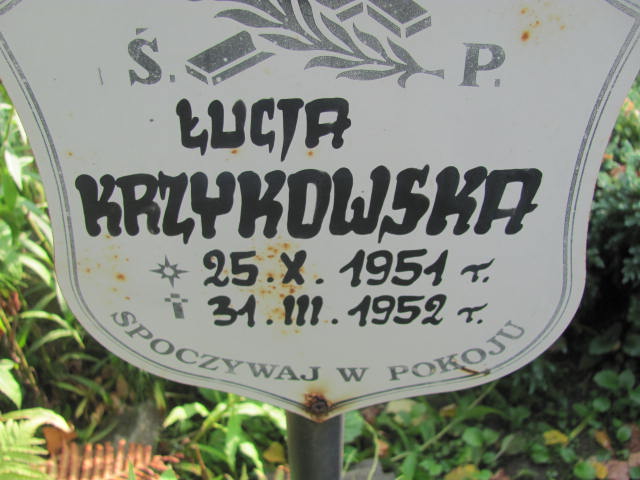 Ś. P.
ŁUCJA
KRZYKOWSKA
25.X.1951 r.
31.III.1952 r.
SPOCZYWAJ W POKOJU